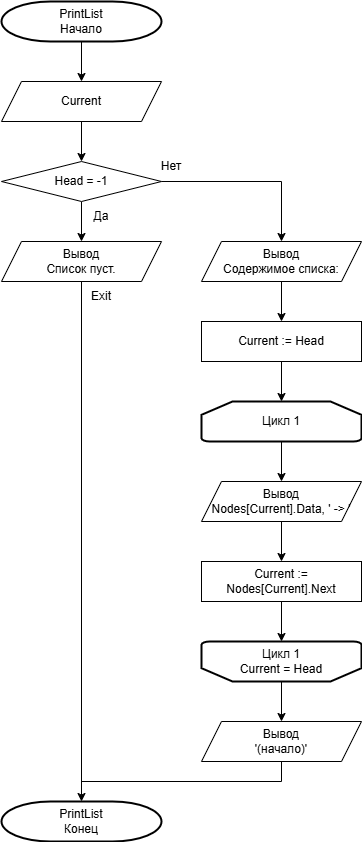 PrintList
Начало
Current
Head = -1
Нет
Да
Вывод
Список пуст.
Вывод
Содержимое списка:
Exit
Current := Head
Цикл 1
Вывод
Nodes[Current].Data, ' ->
Current :=
Nodes[Current].Next
Цикл 1
Current = Head
Вывод
'(начало)'
PrintList
Конец